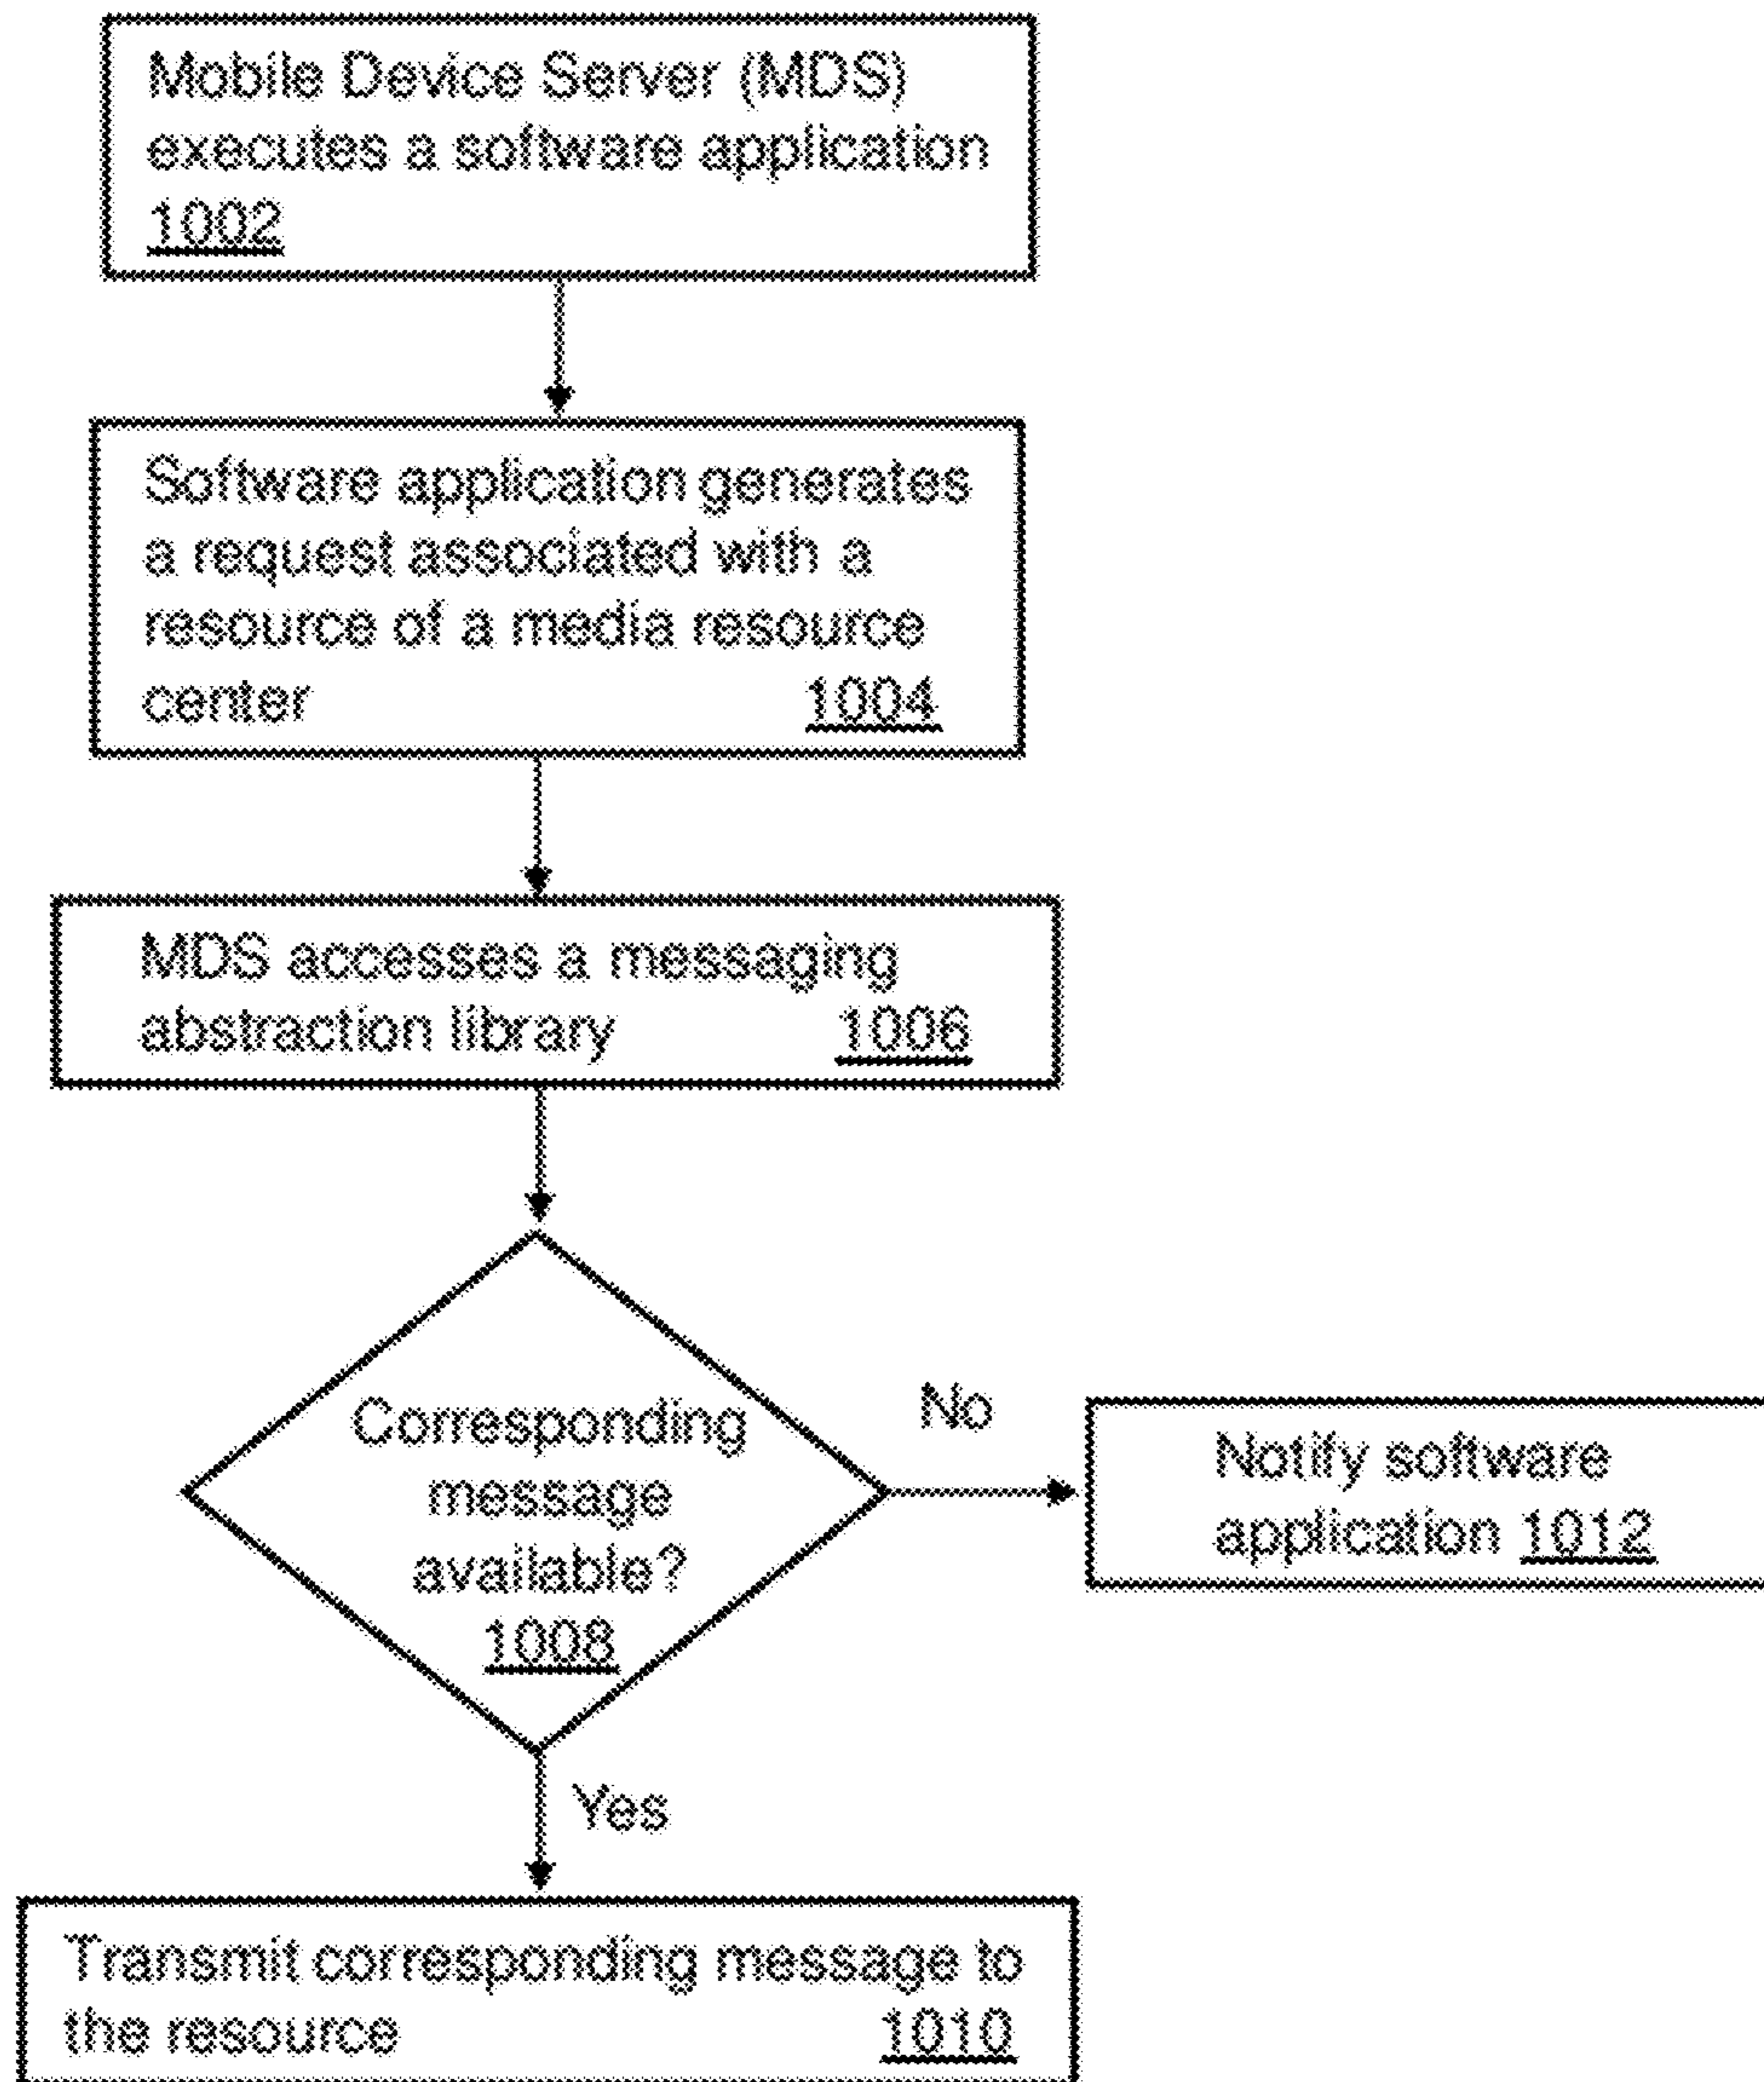 Mobile Device Server (MDS)
executes a software application
1002
Software application generates
a request associated with a
resource of a media resource
center 1004
MDS accesses a messaging
abstraction library 1006
Corresponding
message
available?
1008
No
Notify software
application 1012
Yes
Transmit corresponding message to
the resource 1010